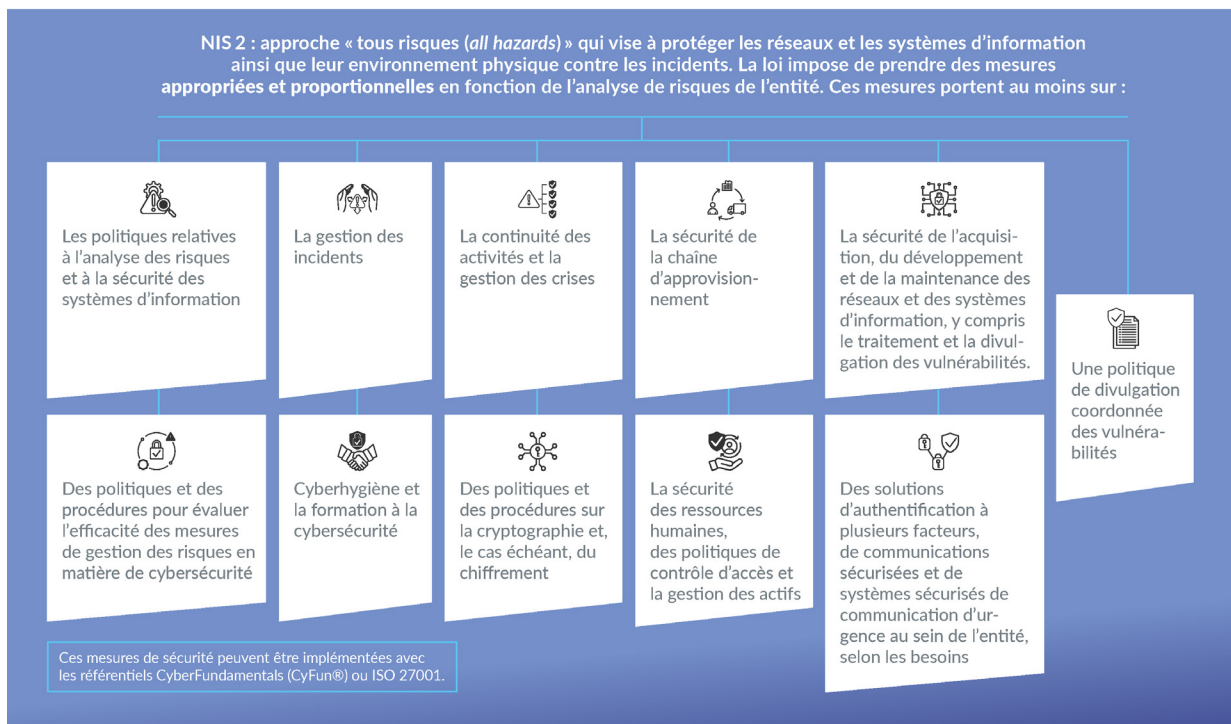 NIS 2 : approche « tous risques (all hazards) » qui vise à protéger les réseaux et les systèmes d’information
ainsi que leur environnement physique contre les incidents. La loi impose de prendre des mesures
appropriées et proportionnelles en fonction de l’analyse de risques de l’entité. Ces mesures portent au moins sur :
Les politiques relatives
à l’analyse des risques
et à la sécurité des
systèmes d’information
La gestion des
incidents
La continuité des
activités et la
gestion des crises
La sécurité de
la chaîne
d’approvision-
nement
La sécurité de l’acquisi-
tion, du développement
et de la maintenance des
réseaux et des systèmes
d’information, y compris
le traitement et la divul-
gation des vulnérabilités.
Une politique
de divulgation
coordonnée
des vulnéra-
bilités
Des politiques et des
procédures pour évaluer
l’efficacité des mesures
de gestion des risques en
matière de cybersécurité
Cyberhygiène et
la formation à la
cybersécurité
Des politiques et
des procédures sur
la cryptographie et,
le cas échéant, du
chiffrement
La sécurité
des ressources
humaines,
des politiques de
contrôle d’accès et
la gestion des actifs
Des solutions
d’authentification à
plusieurs facteurs,
de communications
sécurisées et de
systèmes sécurisés de
communication d’ur-
gence au sein de l’entité,
selon les besoins
Ces mesures de sécurité peuvent être implémentées avec
les référentiels CyberFundamentals (CyFun®) ou ISO 27001.